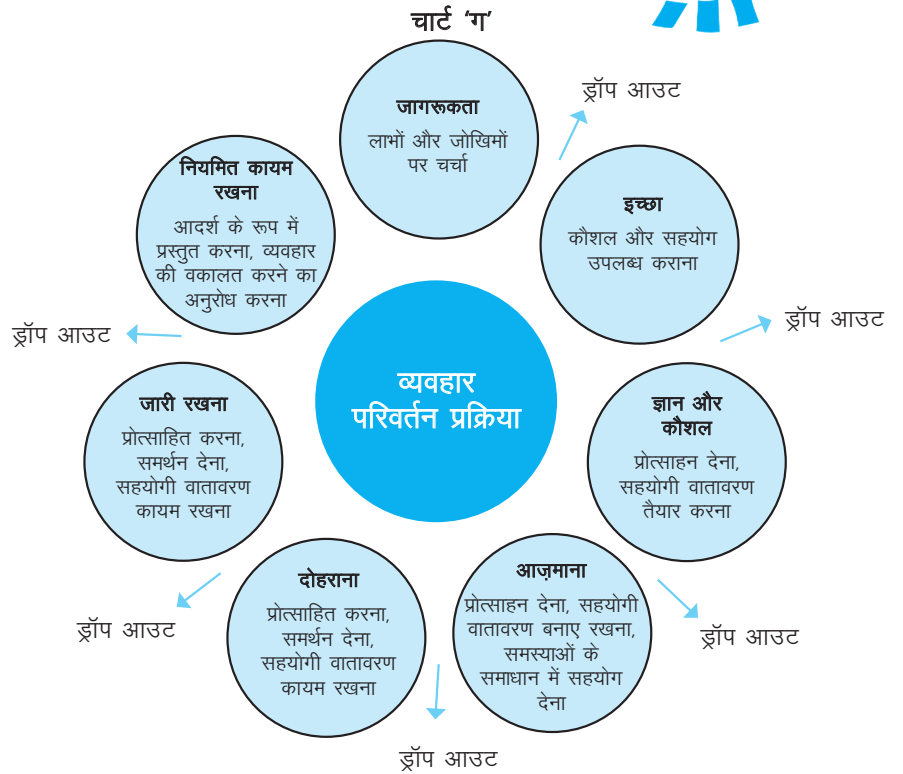 चार्ट ‘ग’
जागरूकता
लाभों और जोखिमों
पर चर्चा
ड्रॉप आउट
इच्छा
कौशल और सहयोग
उपलब्ध कराना
ड्रॉप आउट
ज्ञान और
कौशल
प्रोत्साहन देना,
सहयोगी वातावरण
तैयार करना
ड्रॉप आउट
आज़माना
प्रोत्साहन देना, सहयोगी
वातावरण बनाए रखना,
समस्याओं के
समाधान में सहयोग
देना
ड्रॉप आउट
दोहराना
प्रोत्साहित करना,
समर्थन देना,
सहयोगी वातावरण
कायम रखना
ड्रॉप आउट
जारी रखना
प्रोत्साहित करना,
समर्थन देना,
सहयोगी वातावरण
कायम रखना
ड्रॉप आउट
नियमित कायम
रखना
आदर्श के रूप में
प्रस्तुत करना, व्यवहार
की वकालत करने का
अनुरोध करना
व्यवहार
परिवर्तन प्रक्रिया